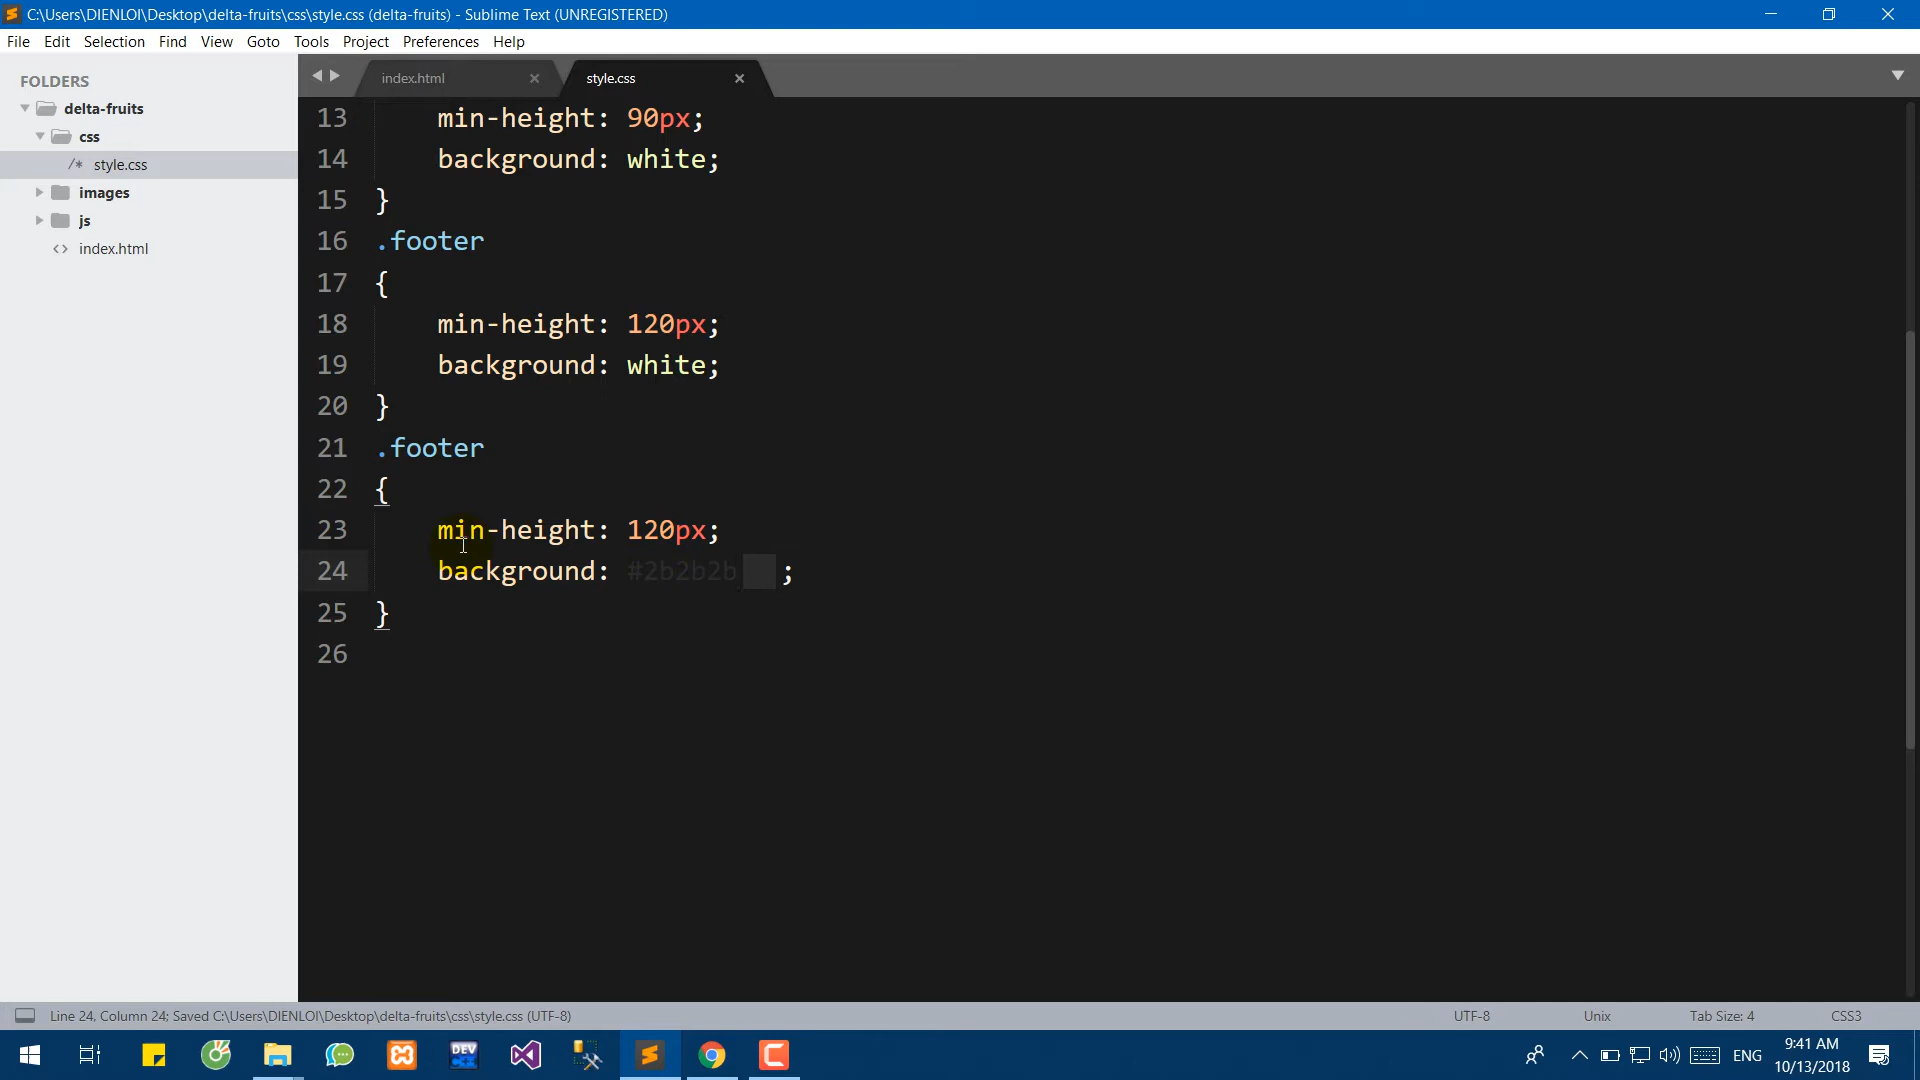 C:\Users\DIENLOI\Desktop\delta-fruits\css\style.css (delta-fruits) - Sublime Text (UNREGISTERED)
File Edit Selection Find View Goto Tools Project Preferences Help
FOLDERS
delta-fruits
css
/* style.css
images
js
<> index.html
index.html × style.css ×
13 min-height: 90px;
14 background: white;
15 }
16 .footer
17 {
18 min-height: 120px;
19 background: white;
20 }
21 .footer
22 {
23 min-height: 120px;
24 background: #2b2b2b ;
25 }
26
Line 24, Column 24; Saved C:\Users\DIENLOI\Desktop\delta-fruits\css\style.css (UTF-8) UTF-8 Unix Tab Size: 4 CSS3
DEV C++ ENG 9:41 AM
10/13/2018